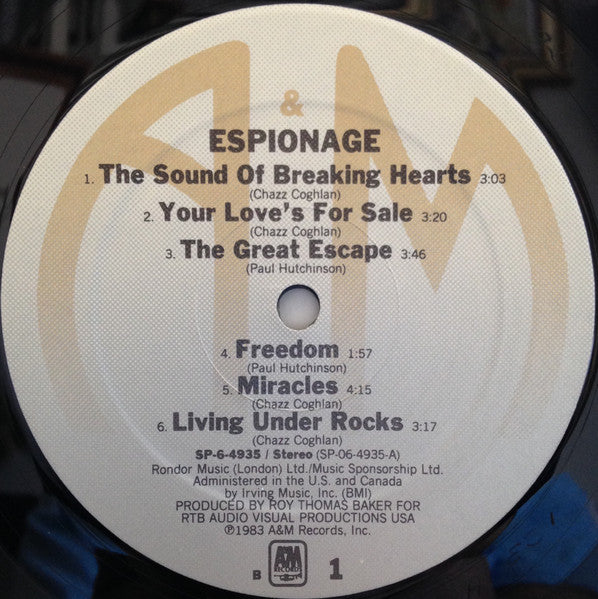 &
ESPIONAGE
1. The Sound Of Breaking Hearts 3:03
(Chazz Coghlan)
2. Your Love's For Sale 3:20
(Chazz Coghlan)
3. The Great Escape 3:46
(Paul Hutchinson)
4. Freedom 1:57
(Paul Hutchinson)
5. Miracles 4:15
(Chazz Coghlan)
6. Living Under Rocks 3:17
(Chazz Coghlan)
SP-6-4935 / Stereo (SP-06-4935-A)
Rondor Music (London) Ltd./Music Sponsorship Ltd.
Administered in the U.S. and Canada
by Irving Music, Inc. (BMI)
PRODUCED BY ROY THOMAS BAKER FOR
RTB AUDIO VISUAL PRODUCTIONS USA
℗1983 A&M Records, Inc.
B A&M RECORDS 1